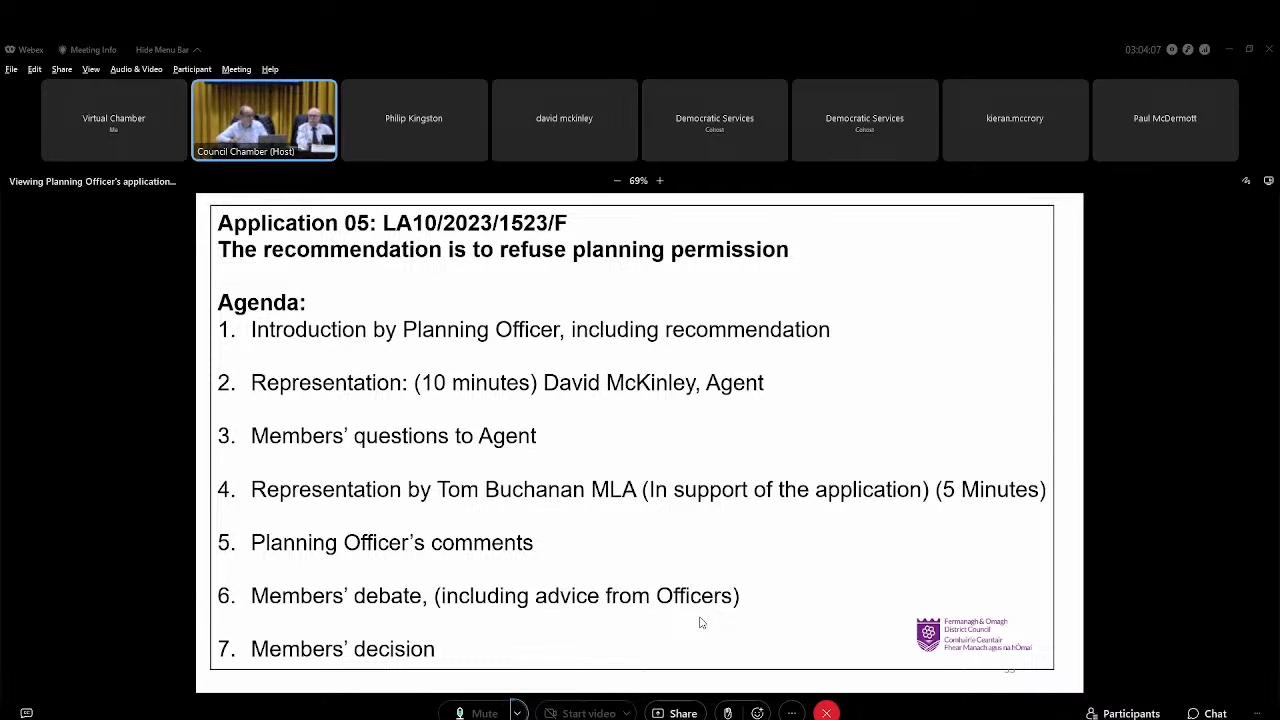 Webex Meeting Info Hide Menu Bar 03:04:07
File Edit Share View Audio & Video Participant Meeting Help
Virtual Chamber
Me
Council Chamber (Host)
Philip Kingston
david mckinley
Democratic Services
Cohost
Democratic Services
Cohost
kieran.mccrory
Paul McDermott
Viewing Planning Officer's application...
69%
Application 05: LA10/2023/1523/F
The recommendation is to refuse planning permission
Agenda:
1. Introduction by Planning Officer, including recommendation
2. Representation: (10 minutes) David McKinley, Agent
3. Members’ questions to Agent
4. Representation by Tom Buchanan MLA (In support of the application) (5 Minutes)
5. Planning Officer’s comments
6. Members’ debate, (including advice from Officers)
7. Members’ decision
Fermanagh & Omagh
District Council
Comhairle Ceantair
Fhear Manach agus na hÓmaí
Mute Start video Share Participants Chat